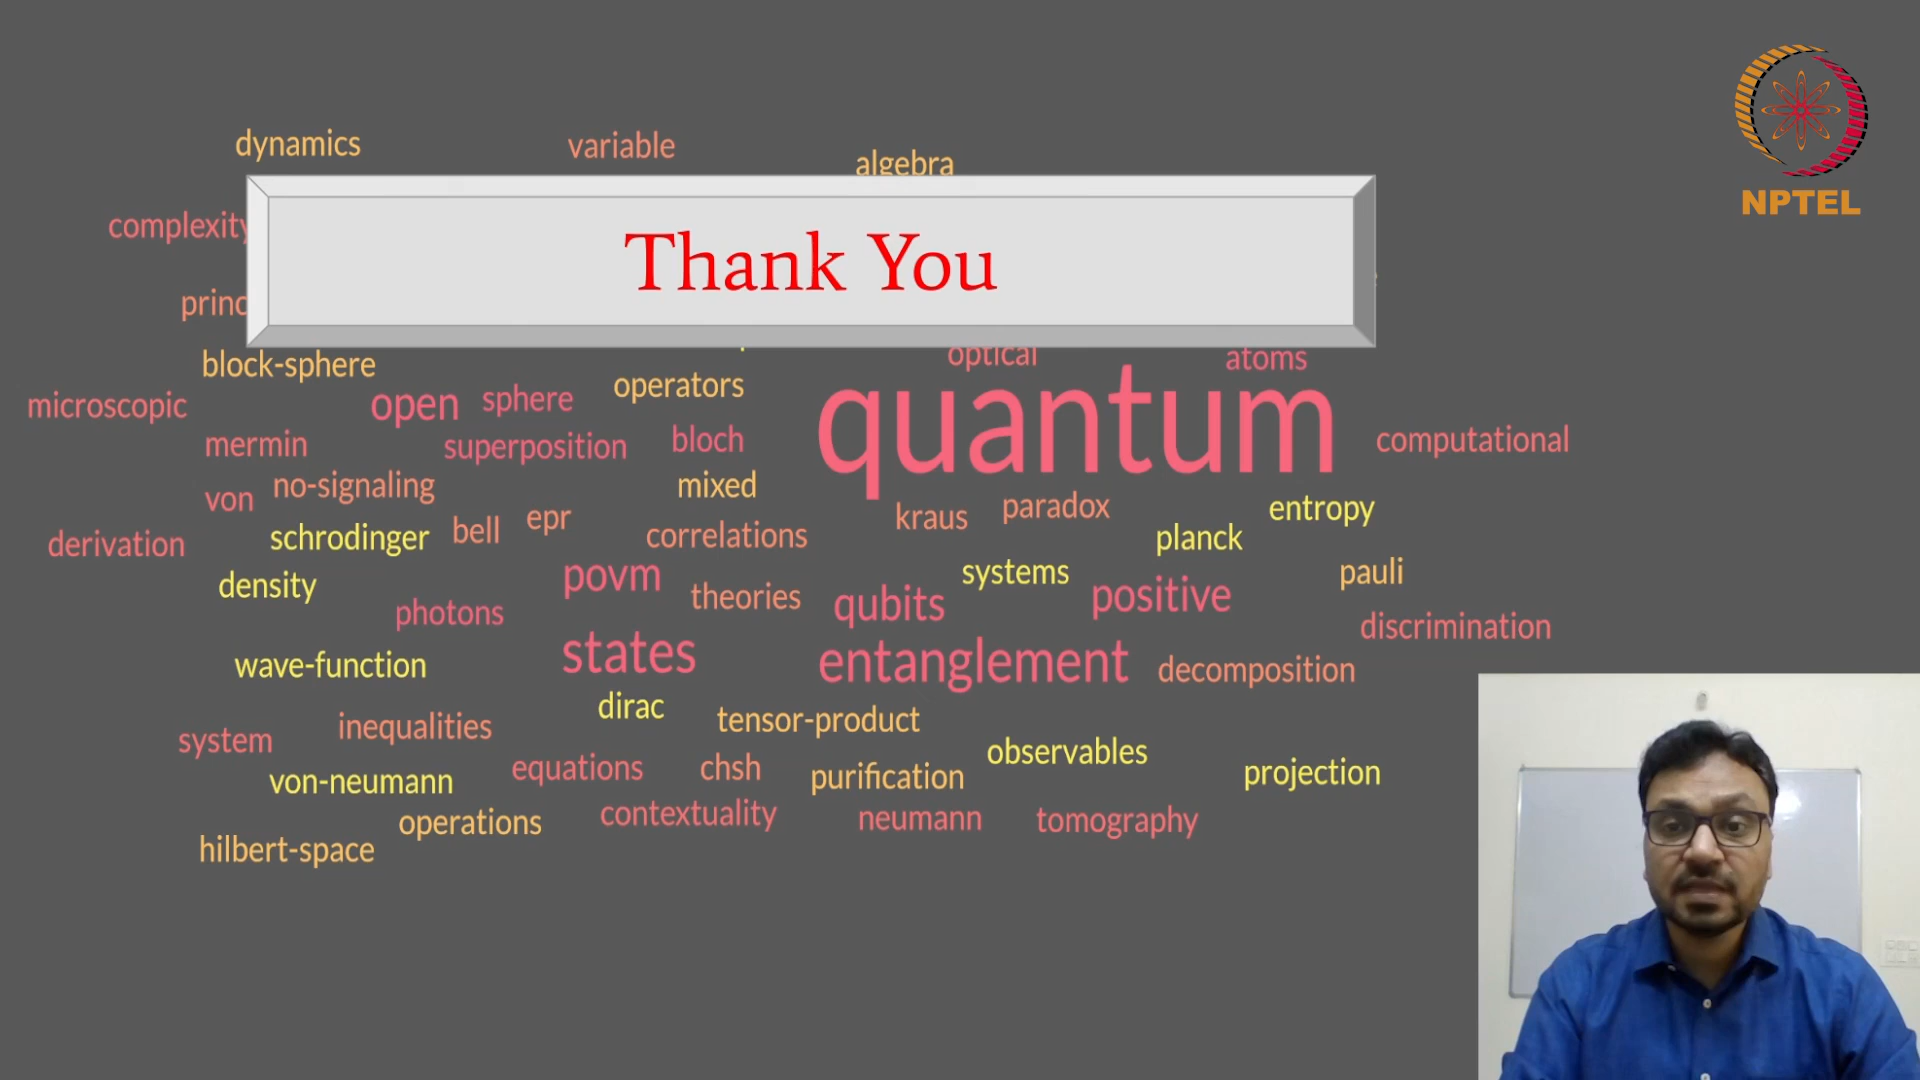 dynamics
variable
algebra
complexity
Thank You
NPTEL
princ
block-sphere
optical
atoms
microscopic
open
sphere
operators
quantum
mermin
superposition
bloch
computational
von
no-signaling
mixed
kraus
paradox
entropy
derivation
schrodinger
bell
epr
correlations
planck
density
povm
systems
pauli
photons
theories
qubits
positive
discrimination
wave-function
states
entanglement
decomposition
dirac
system
inequalities
tensor-product
observables
von-neumann
equations
chsh
purification
projection
operations
contextuality
neumann
tomography
hilbert-space